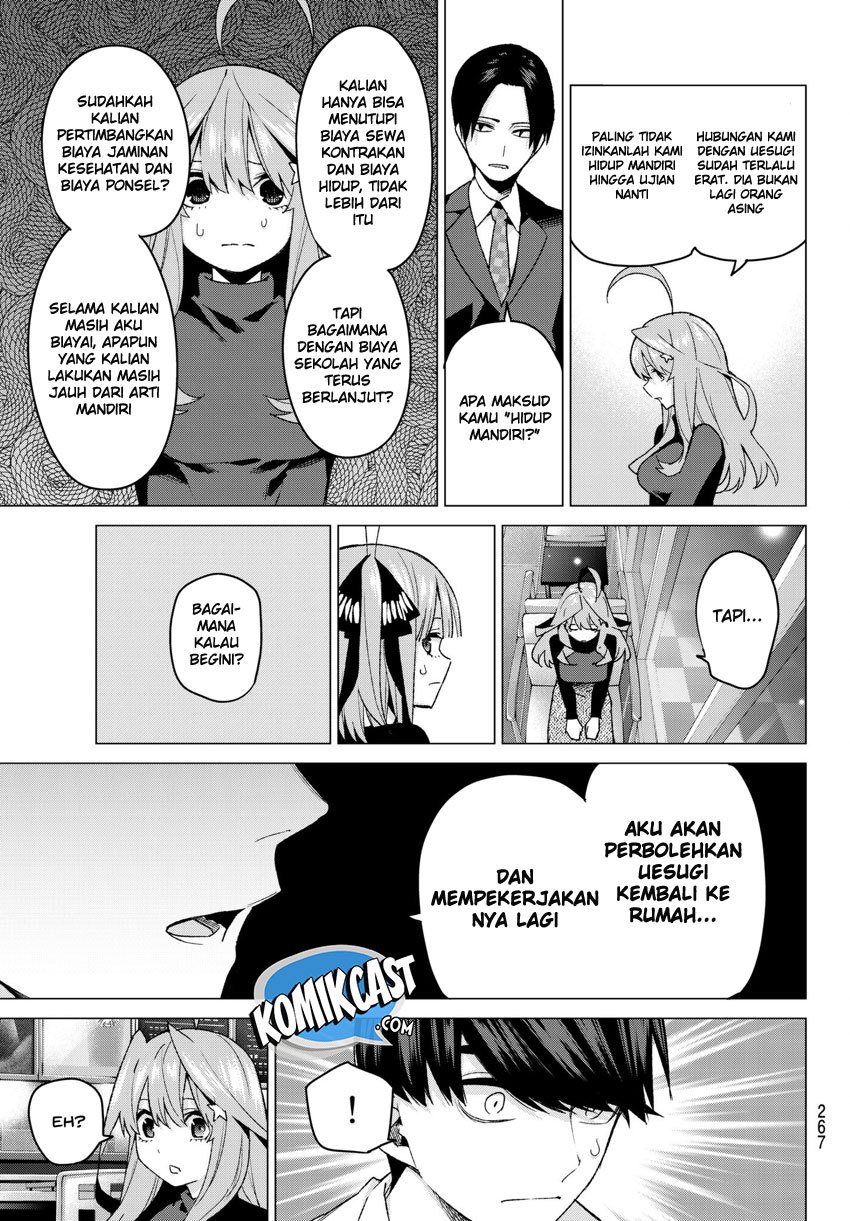 HUBUNGAN KAMI
DENGAN UESUGI
SUDAH TERLALU
ERAT. DIA BUKAN
LAGI ORANG
ASING
PALING TIDAK
IZINKANLAH KAMI
HIDUP MANDIRI
HINGGA UJIAN
NANTI
APA MAKSUD
KAMU "HIDUP
MANDIRI?"
KALIAN
HANYA BISA
MENUTUPI
BIAYA SEWA
KONTRAKAN
DAN BIAYA
HIDUP, TIDAK
LEBIH DARI
ITU
TAPI
BAGAIMANA
DENGAN BIAYA
SEKOLAH YANG
TERUS
BERLANJUT?
SUDAHKAH
KALIAN
PERTIMBANGKAN
BIAYA JAMINAN
KESEHATAN DAN
BIAYA PONSEL?
SELAMA KALIAN
MASIH AKU
BIAYAI, APAPUN
YANG KALIAN
LAKUKAN MASIH
JAUH DARI ARTI
MANDIRI
TAPI...
BAGAI-
MANA
KALAU
BEGINI?
AKU AKAN
PERBOLEHKAN
UESUGI
KEMBALI KE
RUMAH...
DAN
MEMPEKERJAKAN
NYA LAGI
KOMIKCAST
.COM
!
EH?
267